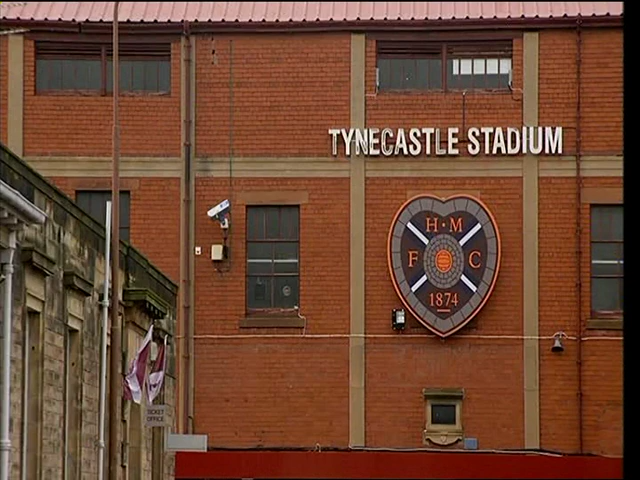 TYNECASTLE STADIUM
H · M
F C
1874
TICKET
OFFICE